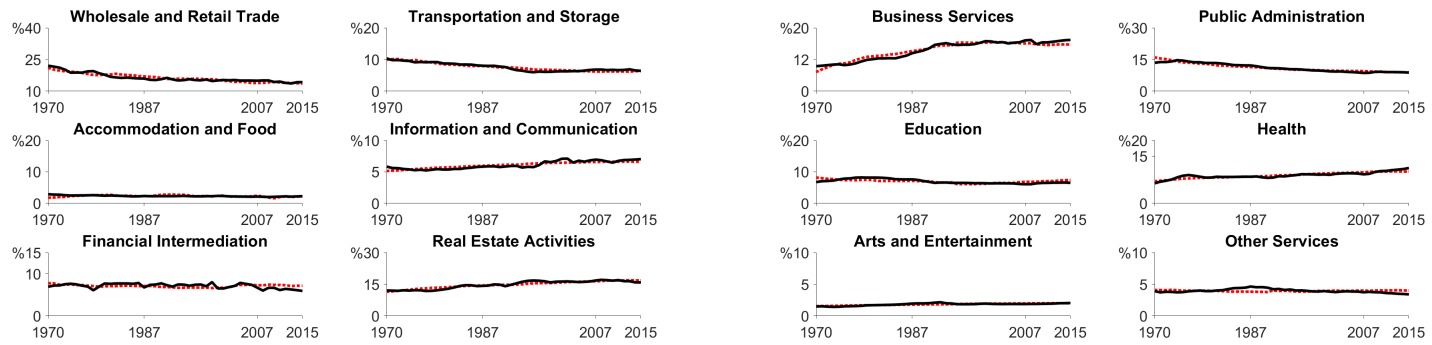 Wholesale and Retail Trade
%40
25
10
1970 1987 2007 2015
Transportation and Storage
%20
10
0
1970 1987 2007 2015
Business Services
%20
12
0
1970 1987 2007 2015
Public Administration
%30
15
0
1970 1987 2007 2015
Accommodation and Food
%20
10
0
1970 1987 2007 2015
Information and Communication
%10
5
0
1970 1987 2007 2015
Education
%20
10
0
1970 1987 2007 2015
Health
%20
15
0
1970 1987 2007 2015
Financial Intermediation
%15
10
0
1970 1987 2007 2015
Real Estate Activities
%30
15
0
1970 1987 2007 2015
Arts and Entertainment
%10
5
0
1970 1987 2007 2015
Other Services
%10
5
0
1970 1987 2007 2015